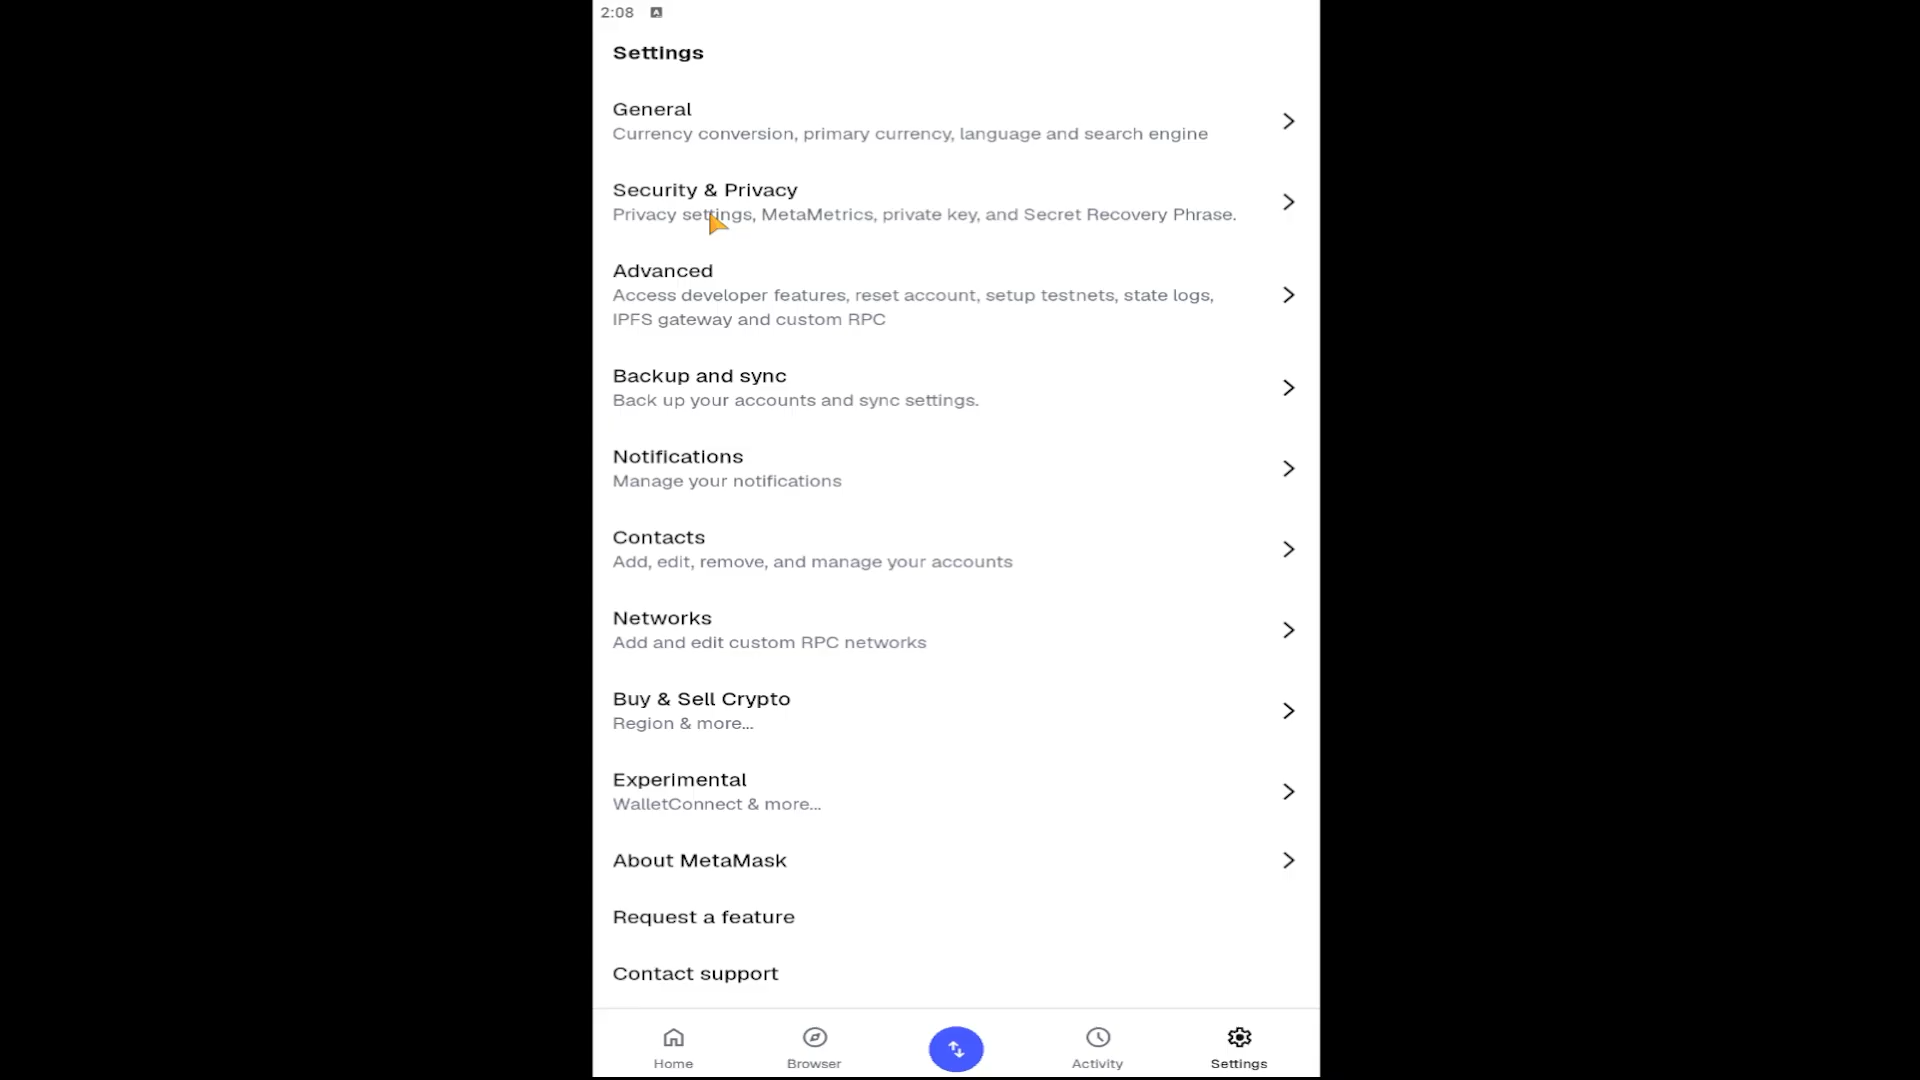 2:08
Settings
General
Currency conversion, primary currency, language and search engine
Security & Privacy
Privacy settings, MetaMetrics, private key, and Secret Recovery Phrase.
Advanced
Access developer features, reset account, setup testnets, state logs,
IPFS gateway and custom RPC
Backup and sync
Back up your accounts and sync settings.
Notifications
Manage your notifications
Contacts
Add, edit, remove, and manage your accounts
Networks
Add and edit custom RPC networks
Buy & Sell Crypto
Region & more...
Experimental
WalletConnect & more...
About MetaMask
Request a feature
Contact support
Home Browser Activity Settings